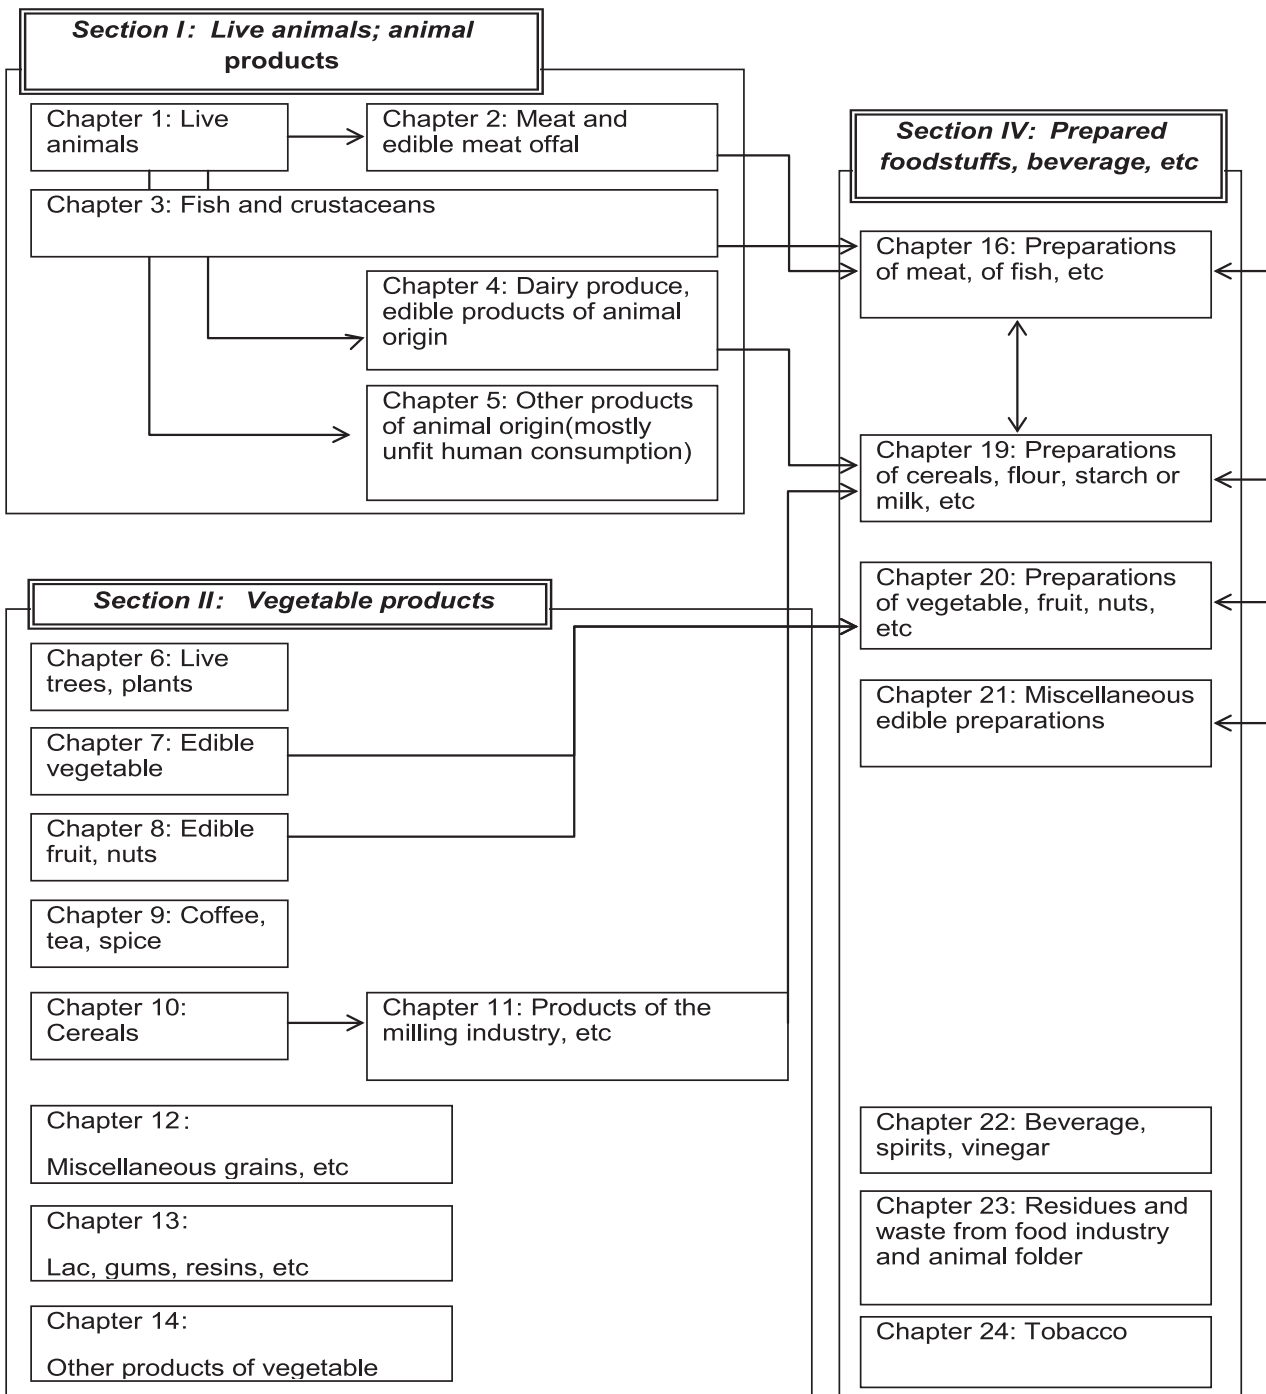 Section I: Live animals; animal
products
Chapter 1: Live
animals
Chapter 2: Meat and
edible meat offal
Chapter 3: Fish and crustaceans
Chapter 4: Dairy produce,
edible products of animal
origin
Chapter 5: Other products
of animal origin(mostly
unfit human consumption)
Section II: Vegetable products
Chapter 6: Live
trees, plants
Chapter 7: Edible
vegetable
Chapter 8: Edible
fruit, nuts
Chapter 9: Coffee,
tea, spice
Chapter 10:
Cereals
Chapter 11: Products of the
milling industry, etc
Chapter 12:
Miscellaneous grains, etc
Chapter 13:
Lac, gums, resins, etc
Chapter 14:
Other products of vegetable
Section IV: Prepared
foodstuffs, beverage, etc
Chapter 16: Preparations
of meat, of fish, etc
Chapter 19: Preparations
of cereals, flour, starch or
milk, etc
Chapter 20: Preparations
of vegetable, fruit, nuts,
etc
Chapter 21: Miscellaneous
edible preparations
Chapter 22: Beverage,
spirits, vinegar
Chapter 23: Residues and
waste from food industry
and animal folder
Chapter 24: Tobacco